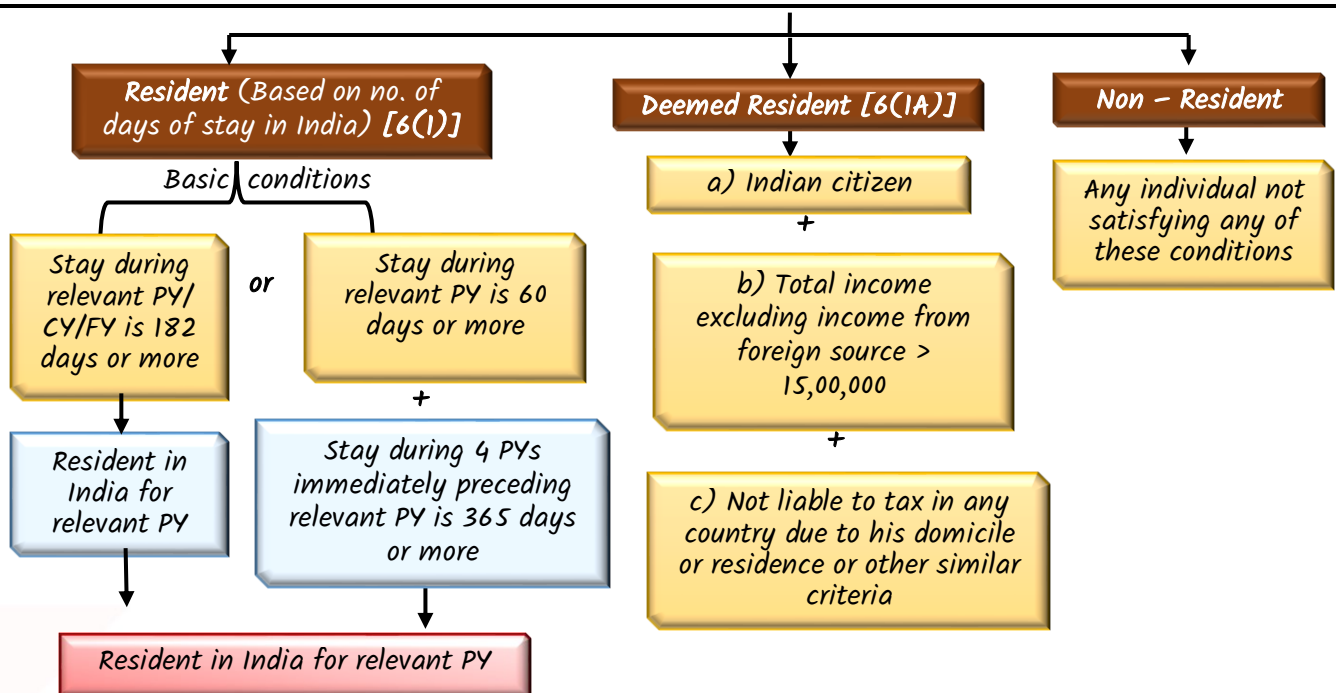 Resident (Based on no. of
days of stay in India) [6(1)]
Basic conditions
Stay during
relevant PY/
CY/FY is 182
days or more
or
Stay during
relevant PY is 60
days or more
+
Resident in
India for
relevant PY
Stay during 4 PYs
immediately preceding
relevant PY is 365 days
or more
Resident in India for relevant PY
Deemed Resident [6(1A)]
a) Indian citizen
+
b) Total income
excluding income from
foreign source >
15,00,000
+
c) Not liable to tax in any
country due to his domicile
or residence or other similar
criteria
Non – Resident
Any individual not
satisfying any of
these conditions